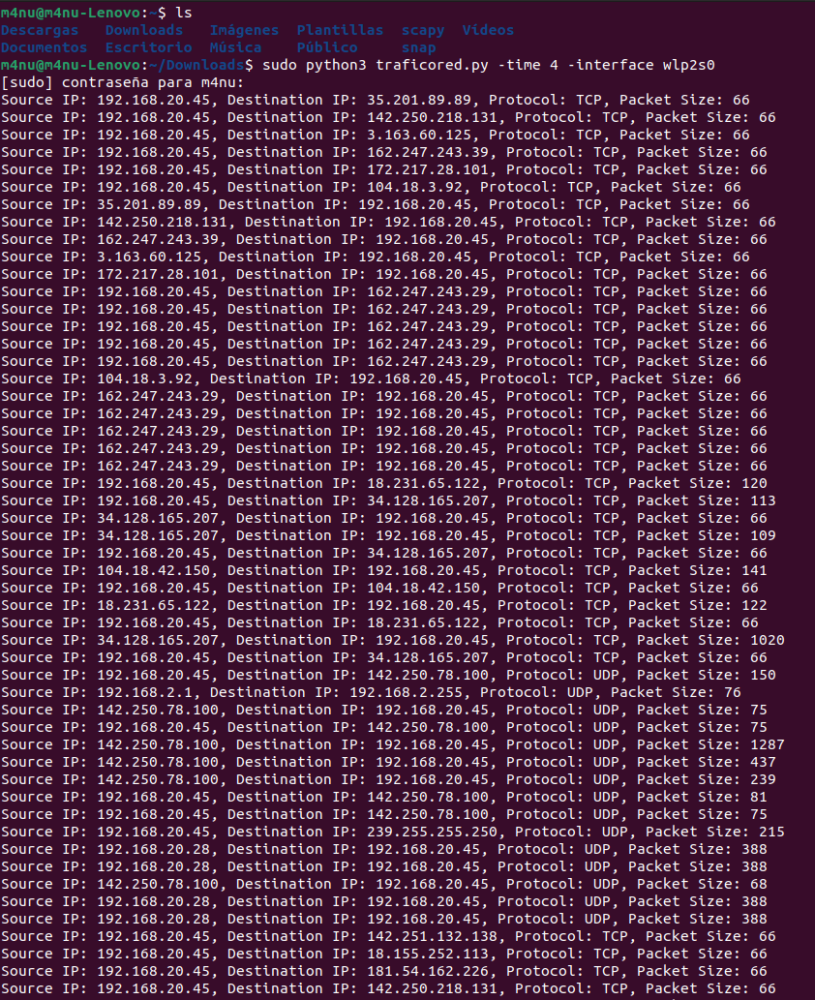 m4nu@m4nu-Lenovo:~$ ls
Descargas Downloads Imágenes Plantillas scapy Videos
Documentos Escritorio Música Público snap
m4nu@m4nu-Lenovo:~/Downloads$ sudo python3 traficored.py -time 4 -interface wlp2s0
[sudo] contraseña para m4nu:
Source IP: 192.168.20.45, Destination IP: 35.201.89.89, Protocol: TCP, Packet Size: 66
Source IP: 192.168.20.45, Destination IP: 142.250.218.131, Protocol: TCP, Packet Size: 66
Source IP: 192.168.20.45, Destination IP: 3.163.60.125, Protocol: TCP, Packet Size: 66
Source IP: 192.168.20.45, Destination IP: 162.247.243.39, Protocol: TCP, Packet Size: 66
Source IP: 192.168.20.45, Destination IP: 172.217.28.101, Protocol: TCP, Packet Size: 66
Source IP: 192.168.20.45, Destination IP: 104.18.3.92, Protocol: TCP, Packet Size: 66
Source IP: 35.201.89.89, Destination IP: 192.168.20.45, Protocol: TCP, Packet Size: 66
Source IP: 142.250.218.131, Destination IP: 192.168.20.45, Protocol: TCP, Packet Size: 66
Source IP: 162.247.243.39, Destination IP: 192.168.20.45, Protocol: TCP, Packet Size: 66
Source IP: 3.163.60.125, Destination IP: 192.168.20.45, Protocol: TCP, Packet Size: 66
Source IP: 172.217.28.101, Destination IP: 192.168.20.45, Protocol: TCP, Packet Size: 66
Source IP: 192.168.20.45, Destination IP: 162.247.243.29, Protocol: TCP, Packet Size: 66
Source IP: 192.168.20.45, Destination IP: 162.247.243.29, Protocol: TCP, Packet Size: 66
Source IP: 192.168.20.45, Destination IP: 162.247.243.29, Protocol: TCP, Packet Size: 66
Source IP: 192.168.20.45, Destination IP: 162.247.243.29, Protocol: TCP, Packet Size: 66
Source IP: 192.168.20.45, Destination IP: 162.247.243.29, Protocol: TCP, Packet Size: 66
Source IP: 104.18.3.92, Destination IP: 192.168.20.45, Protocol: TCP, Packet Size: 66
Source IP: 162.247.243.29, Destination IP: 192.168.20.45, Protocol: TCP, Packet Size: 66
Source IP: 162.247.243.29, Destination IP: 192.168.20.45, Protocol: TCP, Packet Size: 66
Source IP: 162.247.243.29, Destination IP: 192.168.20.45, Protocol: TCP, Packet Size: 66
Source IP: 162.247.243.29, Destination IP: 192.168.20.45, Protocol: TCP, Packet Size: 66
Source IP: 162.247.243.29, Destination IP: 192.168.20.45, Protocol: TCP, Packet Size: 66
Source IP: 192.168.20.45, Destination IP: 18.231.65.122, Protocol: TCP, Packet Size: 120
Source IP: 192.168.20.45, Destination IP: 34.128.165.207, Protocol: TCP, Packet Size: 113
Source IP: 34.128.165.207, Destination IP: 192.168.20.45, Protocol: TCP, Packet Size: 66
Source IP: 34.128.165.207, Destination IP: 192.168.20.45, Protocol: TCP, Packet Size: 109
Source IP: 192.168.20.45, Destination IP: 34.128.165.207, Protocol: TCP, Packet Size: 66
Source IP: 104.18.42.150, Destination IP: 192.168.20.45, Protocol: TCP, Packet Size: 141
Source IP: 192.168.20.45, Destination IP: 104.18.42.150, Protocol: TCP, Packet Size: 66
Source IP: 18.231.65.122, Destination IP: 192.168.20.45, Protocol: TCP, Packet Size: 122
Source IP: 192.168.20.45, Destination IP: 18.231.65.122, Protocol: TCP, Packet Size: 66
Source IP: 34.128.165.207, Destination IP: 192.168.20.45, Protocol: TCP, Packet Size: 1020
Source IP: 192.168.20.45, Destination IP: 34.128.165.207, Protocol: TCP, Packet Size: 66
Source IP: 192.168.20.45, Destination IP: 142.250.78.100, Protocol: UDP, Packet Size: 150
Source IP: 192.168.2.1, Destination IP: 192.168.2.255, Protocol: UDP, Packet Size: 76
Source IP: 142.250.78.100, Destination IP: 192.168.20.45, Protocol: UDP, Packet Size: 75
Source IP: 192.168.20.45, Destination IP: 142.250.78.100, Protocol: UDP, Packet Size: 75
Source IP: 142.250.78.100, Destination IP: 192.168.20.45, Protocol: UDP, Packet Size: 1287
Source IP: 142.250.78.100, Destination IP: 192.168.20.45, Protocol: UDP, Packet Size: 437
Source IP: 142.250.78.100, Destination IP: 192.168.20.45, Protocol: UDP, Packet Size: 239
Source IP: 192.168.20.45, Destination IP: 142.250.78.100, Protocol: UDP, Packet Size: 81
Source IP: 192.168.20.45, Destination IP: 142.250.78.100, Protocol: UDP, Packet Size: 75
Source IP: 192.168.20.45, Destination IP: 239.255.255.250, Protocol: UDP, Packet Size: 215
Source IP: 192.168.20.28, Destination IP: 192.168.20.45, Protocol: UDP, Packet Size: 388
Source IP: 192.168.20.28, Destination IP: 192.168.20.45, Protocol: UDP, Packet Size: 388
Source IP: 142.250.78.100, Destination IP: 192.168.20.45, Protocol: UDP, Packet Size: 68
Source IP: 192.168.20.28, Destination IP: 192.168.20.45, Protocol: UDP, Packet Size: 388
Source IP: 192.168.20.28, Destination IP: 192.168.20.45, Protocol: UDP, Packet Size: 388
Source IP: 192.168.20.45, Destination IP: 142.251.132.138, Protocol: TCP, Packet Size: 66
Source IP: 192.168.20.45, Destination IP: 18.155.252.113, Protocol: TCP, Packet Size: 66
Source IP: 192.168.20.45, Destination IP: 181.54.162.226, Protocol: TCP, Packet Size: 66
Source IP: 192.168.20.45, Destination IP: 142.250.218.131, Protocol: TCP, Packet Size: 66